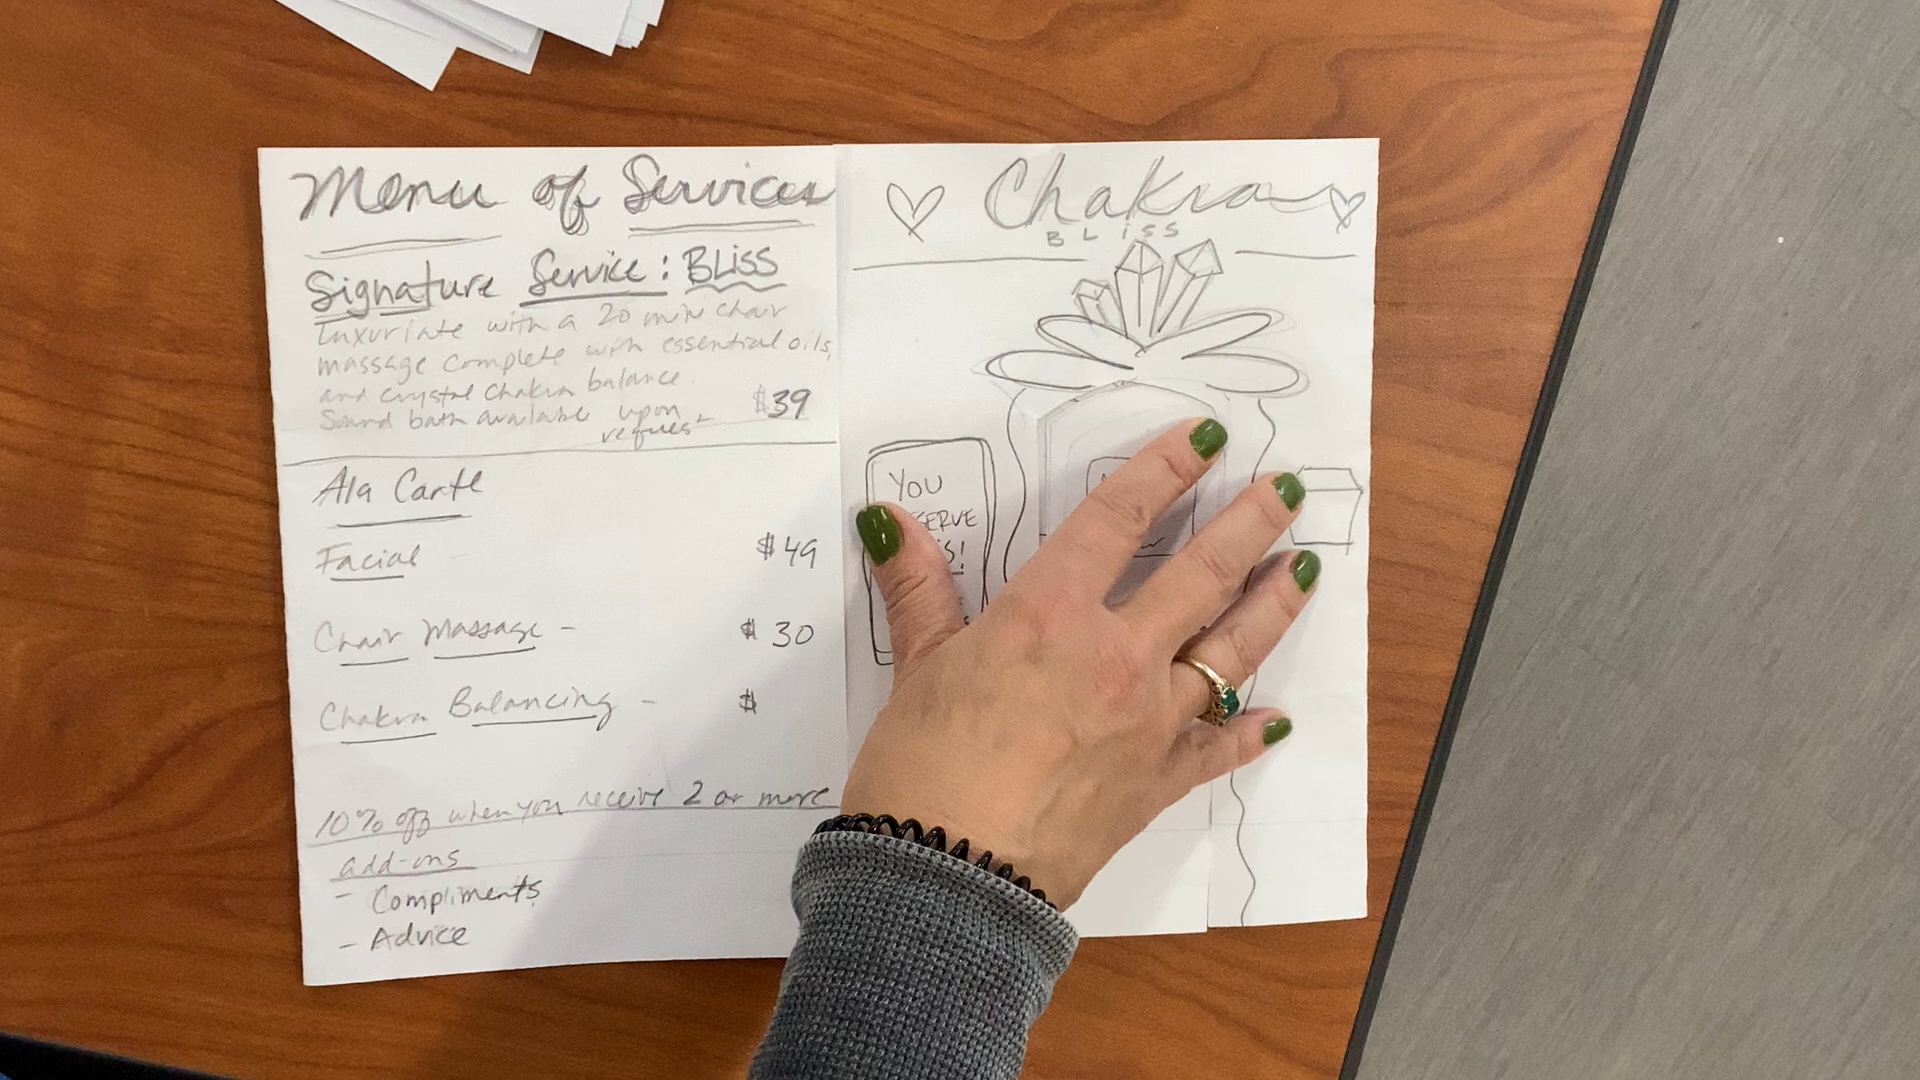 Menu of Services
Signature Service: BLiss
Luxuriate with a 20 min chair
massage complete with essential oils,
and crystal chakra balance.
Sound bath available upon
request
$39
Ala Carte
Facial - $49
Chair Massage - $30
Chakra Balancing - $
10% off when you receive 2 or more
add-ons
- Compliments
- Advice
Chakra
BLiSS
YOU